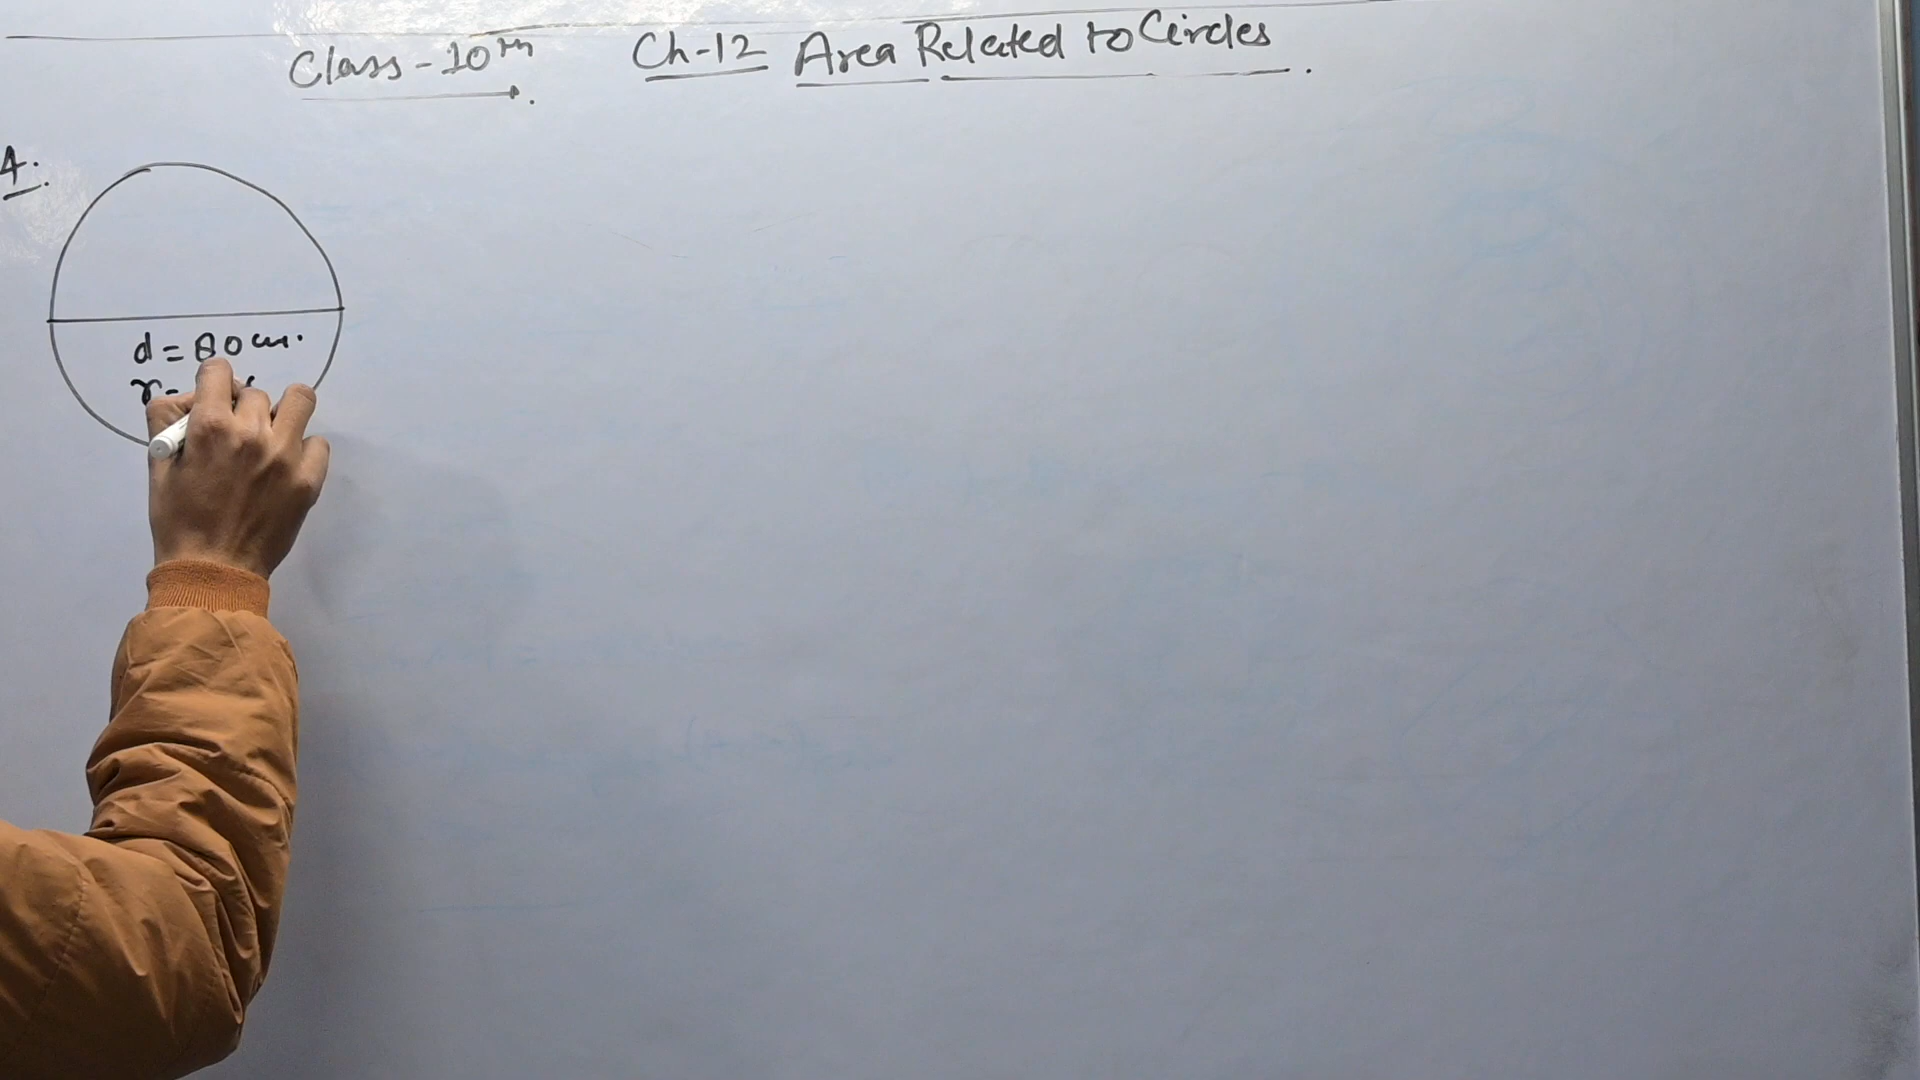 Class-10th Ch-12 Area Related to Circles.
4.
d = 80 cm.
r =